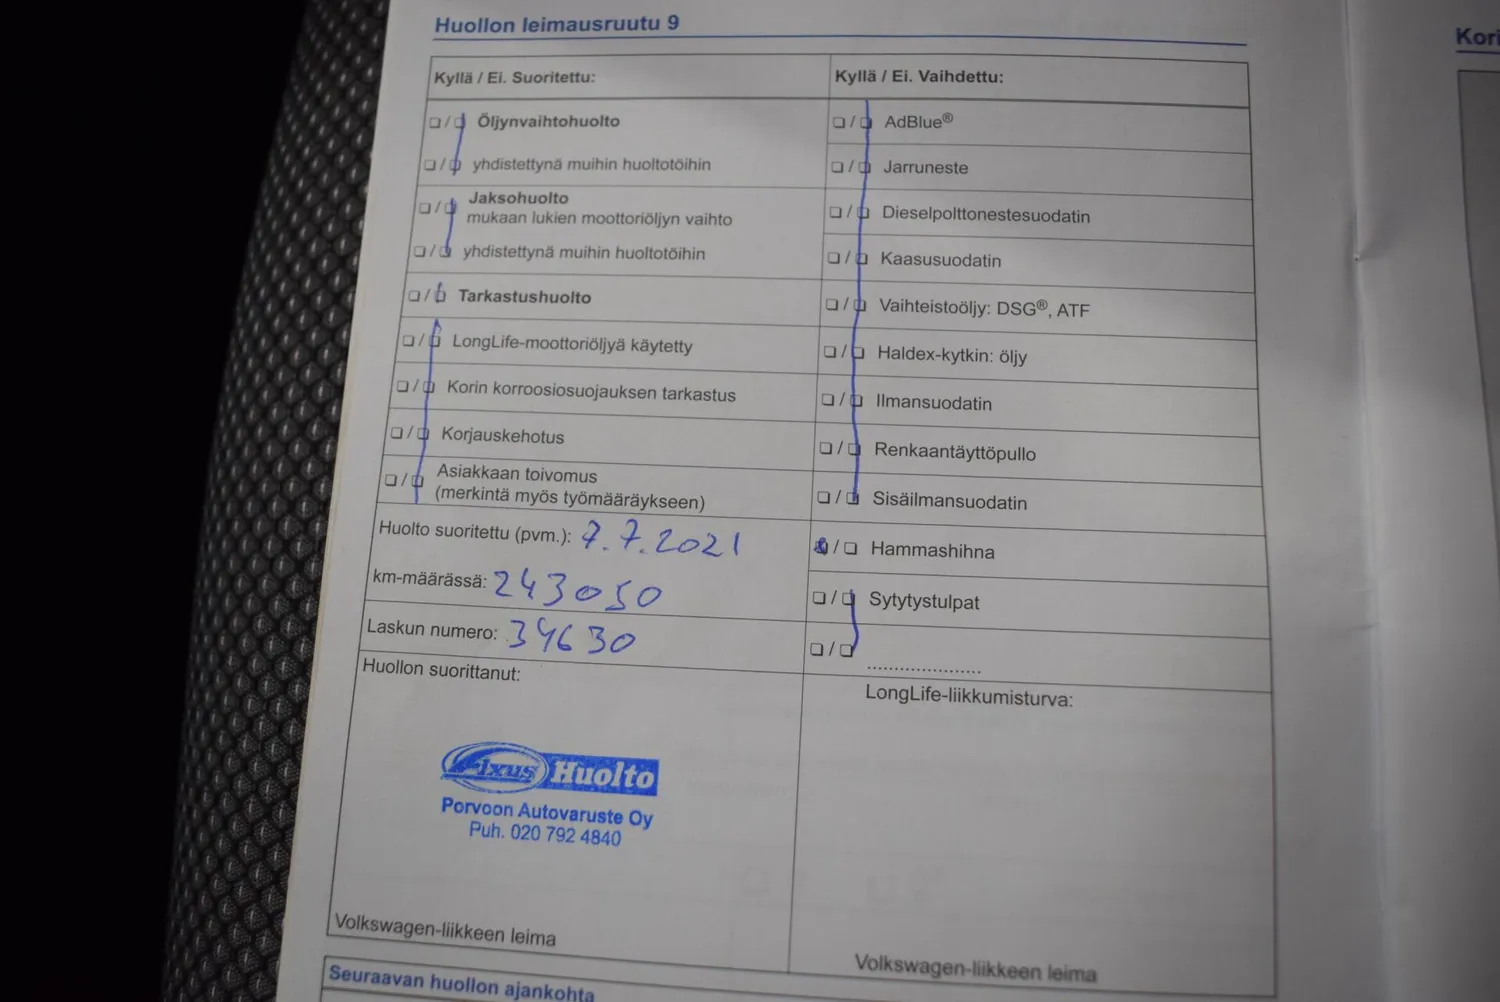 Huollon leimausruutu 9
Kyllä / Ei. Suoritettu:
❏ / ❏ Öljynvaihtohuolto
❏ / ❏ yhdistettynä muihin huoltotöihin
❏ / ❏ Jaksohuolto
mukaan lukien moottoriöljyn vaihto
❏ / ❏ yhdistettynä muihin huoltotöihin
❏ / ❏ Tarkastushuolto
❏ / ❏ LongLife-moottoriöljyä käytetty
❏ / ❏ Korin korroosiosuojauksen tarkastus
❏ / ❏ Korjauskehotus
❏ / ❏ Asiakkaan toivomus
(merkintä myös työmääräykseen)
Huolto suoritettu (pvm.): 7.7.2021
km-määrässä: 243050
Laskun numero: 34630
Huollon suorittanut:
Fixus Huolto
Porvoon Autovaruste Oy
Puh. 020 792 4840
Volkswagen-liikkeen leima
Kyllä / Ei. Vaihdettu:
❏ / ❏ AdBlue®
❏ / ❏ Jarruneste
❏ / ❏ Dieselpolttonestesuodatin
❏ / ❏ Kaasusuodatin
❏ / ❏ Vaihteistoöljy: DSG®, ATF
❏ / ❏ Haldex-kytkin: öljy
❏ / ❏ Ilmansuodatin
❏ / ❏ Renkaantäyttöpullo
❏ / ❏ Sisäilmansuodatin
☒ / ❏ Hammashihna
❏ / ❏ Sytytystulpat
❏ / ❏ .....................
LongLife-liikkumisturva:
Volkswagen-liikkeen leima
Seuraavan huollon ajankohta